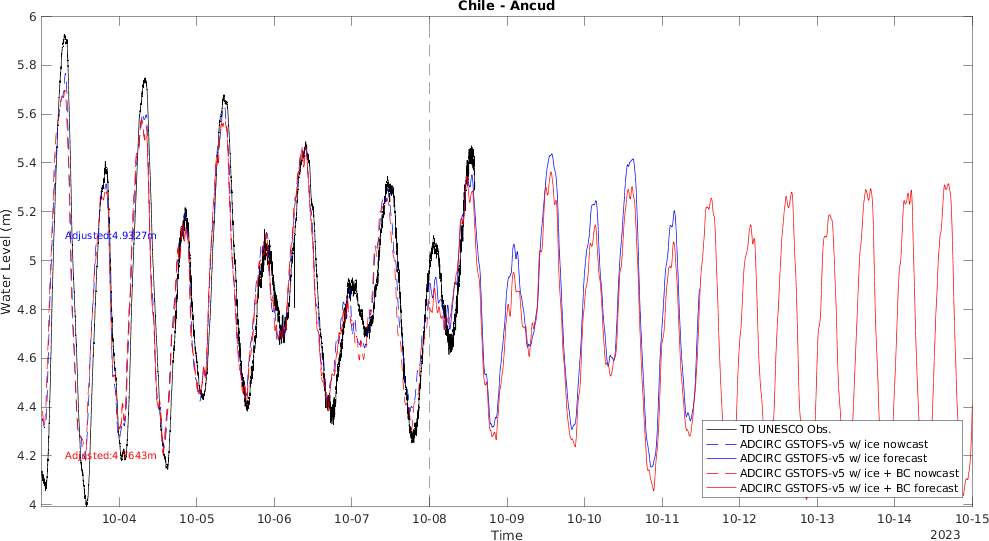 Chile - Ancud
6
5.8
5.6
5.4
5.2
5
4.8
4.6
4.4
4.2
4
Water Level (m)
Adjusted:4.9327m
TD UNESCO Obs.
ADCIRC GSTOFS-v5 w/ ice nowcast
ADCIRC GSTOFS-v5 w/ ice forecast
ADCIRC GSTOFS-v5 w/ ice + BC nowcast
ADCIRC GSTOFS-v5 w/ ice + BC forecast
10-04
10-05
10-06
10-07
10-08
10-09
10-10
10-11
10-12
10-13
10-14
10-15
Time
2023